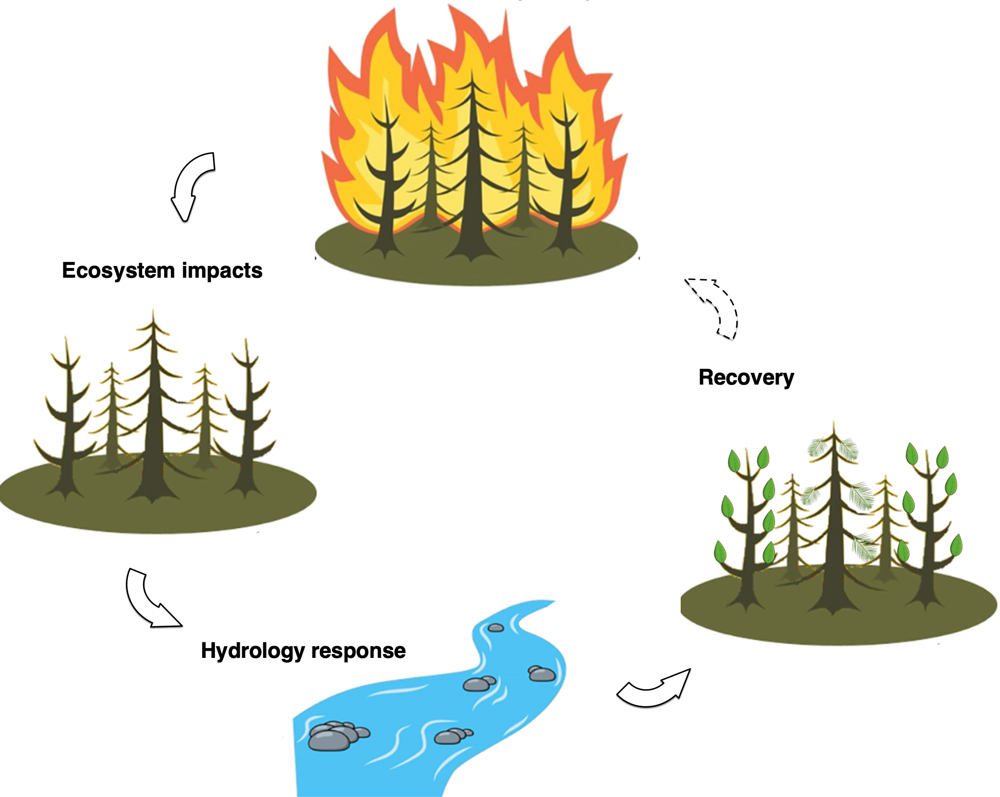 Ecosystem impacts
Recovery
Hydrology response